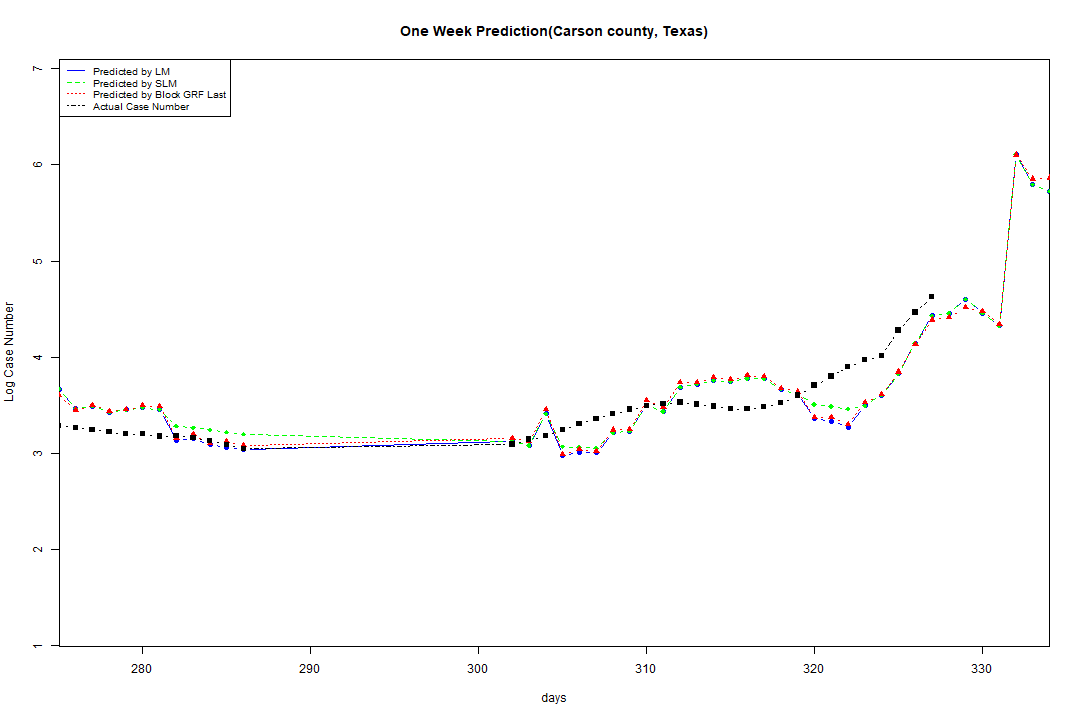 One Week Prediction(Carson county, Texas)
Predicted by LM
Predicted by SLM
Predicted by Block GRF Last
Actual Case Number
7
6
5
4
3
2
1
Log Case Number
280 290 300 310 320 330
days